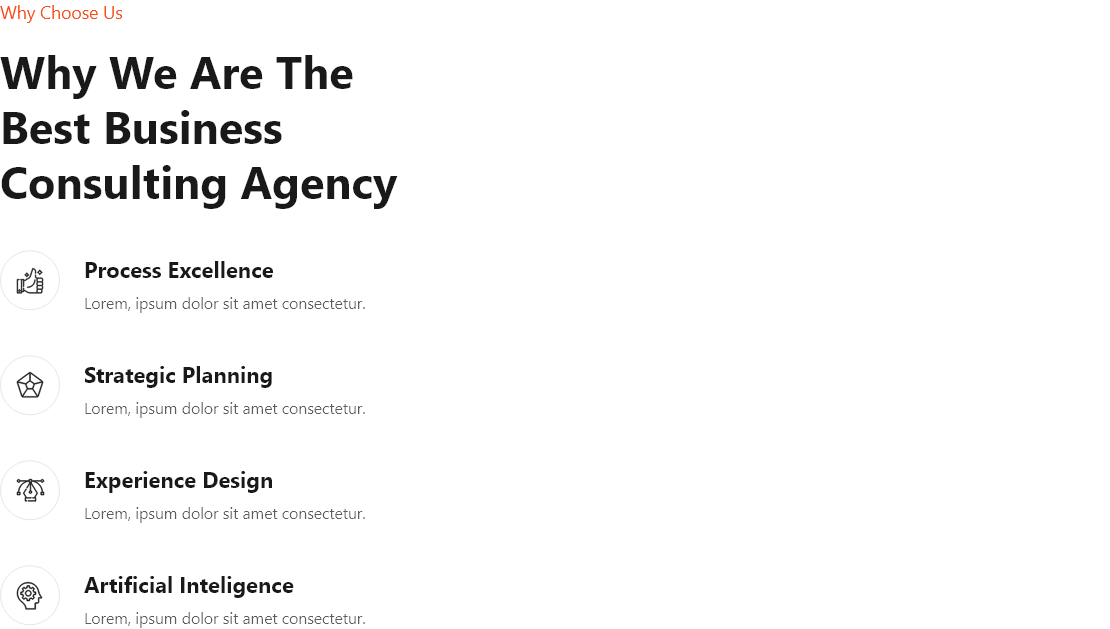 Why Choose Us
Why We Are The
Best Business
Consulting Agency
Process Excellence
Lorem, ipsum dolor sit amet consectetur.
Strategic Planning
Lorem, ipsum dolor sit amet consectetur.
Experience Design
Lorem, ipsum dolor sit amet consectetur.
Artificial Inteligence
Lorem, ipsum dolor sit amet consectetur.